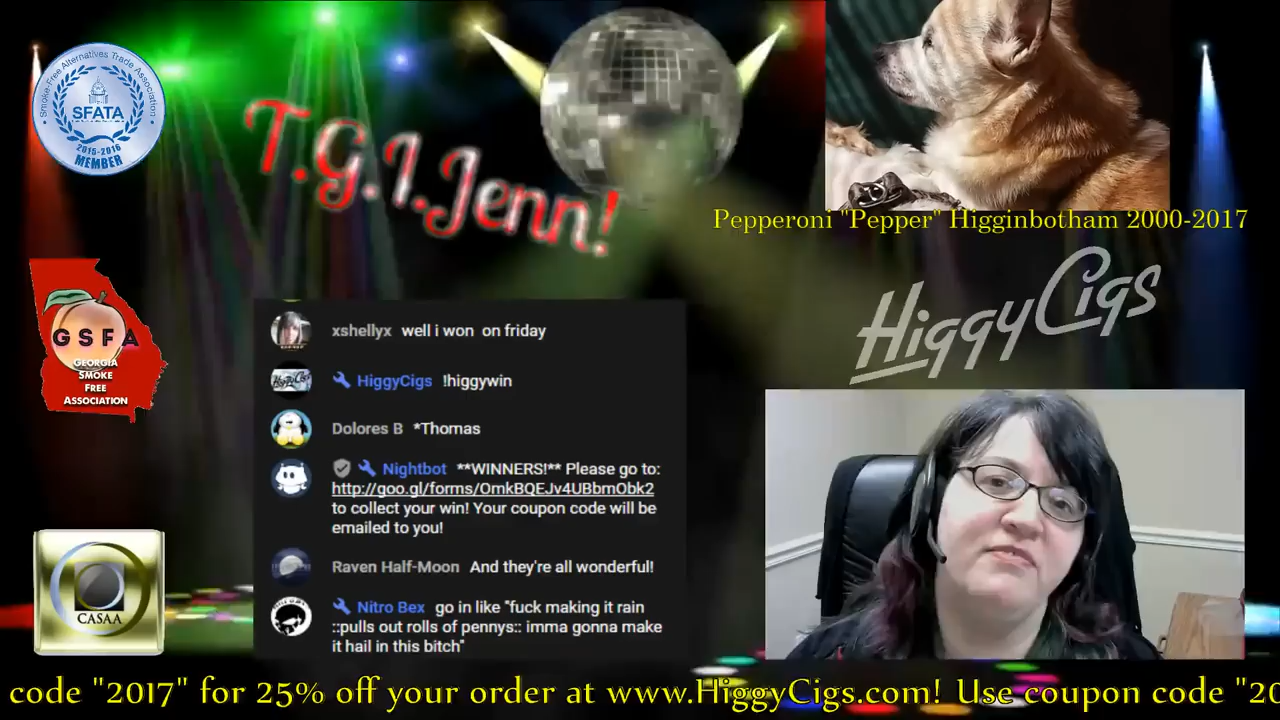 Smoke-Free Alternatives Trade Association
SFATA
2015-2016
MEMBER
T.G.I.Jenn!
Pepperoni "Pepper" Higginbotham 2000-2017
HiggyCigs
GSFA
GEORGIA
SMOKE
FREE
ASSOCIATION
CASAA
xshellyx well i won on friday
HiggyCigs !higgywin
Dolores B *Thomas
Nightbot **WINNERS!** Please go to:
http://goo.gl/forms/OmkBQEJv4UBbmObk2
to collect your win! Your coupon code will be
emailed to you!
Raven Half-Moon And they're all wonderful!
Nitro Bex go in like "fuck making it rain
::pulls out rolls of pennys:: imma gonna make
it hail in this bitch"
code "2017" for 25% off your order at www.HiggyCigs.com! Use coupon code "20